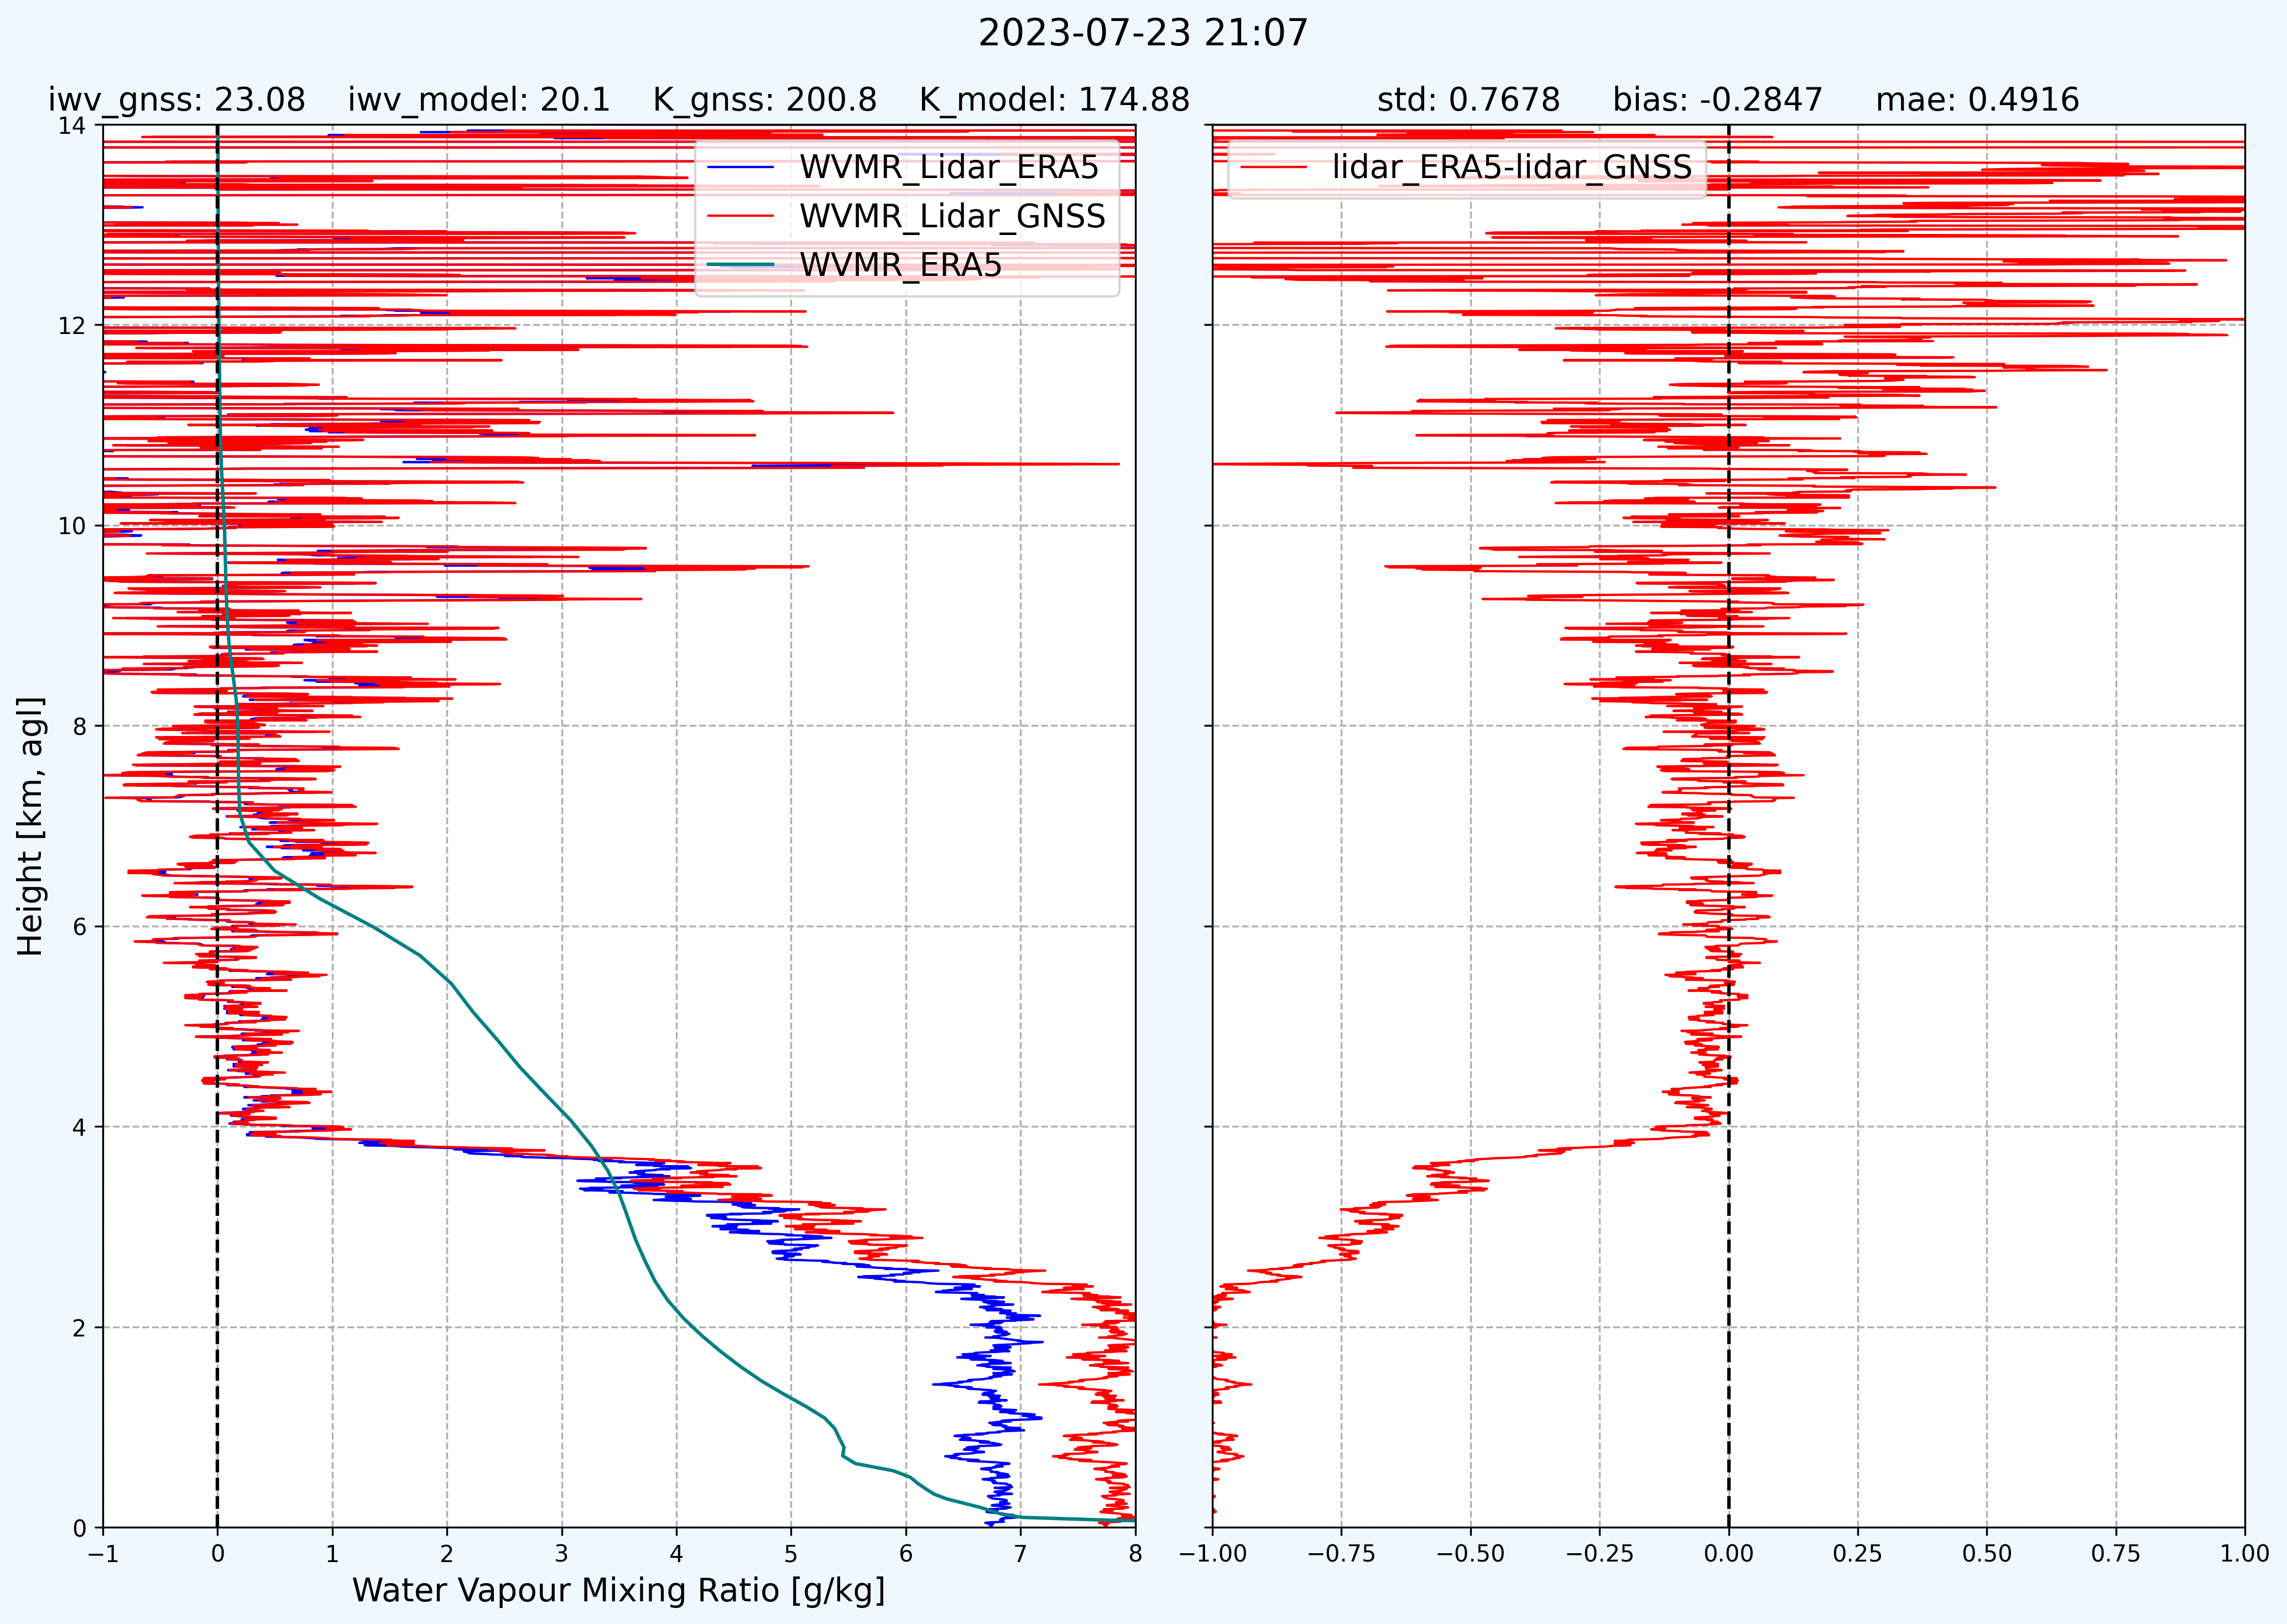 2023-07-23 21:07
iwv_gnss: 23.08 iwv_model: 20.1 K_gnss: 200.8 K_model: 174.88
std: 0.7678 bias: -0.2847 mae: 0.4916
WVMR_Lidar_ERA5
WVMR_Lidar_GNSS
WVMR_ERA5
lidar_ERA5-lidar_GNSS
Height [km, agl]
14
12
10
8
6
4
2
0
−1 0 1 2 3 4 5 6 7 8
−1.00 −0.75 −0.50 −0.25 0.00 0.25 0.50 0.75 1.00
Water Vapour Mixing Ratio [g/kg]